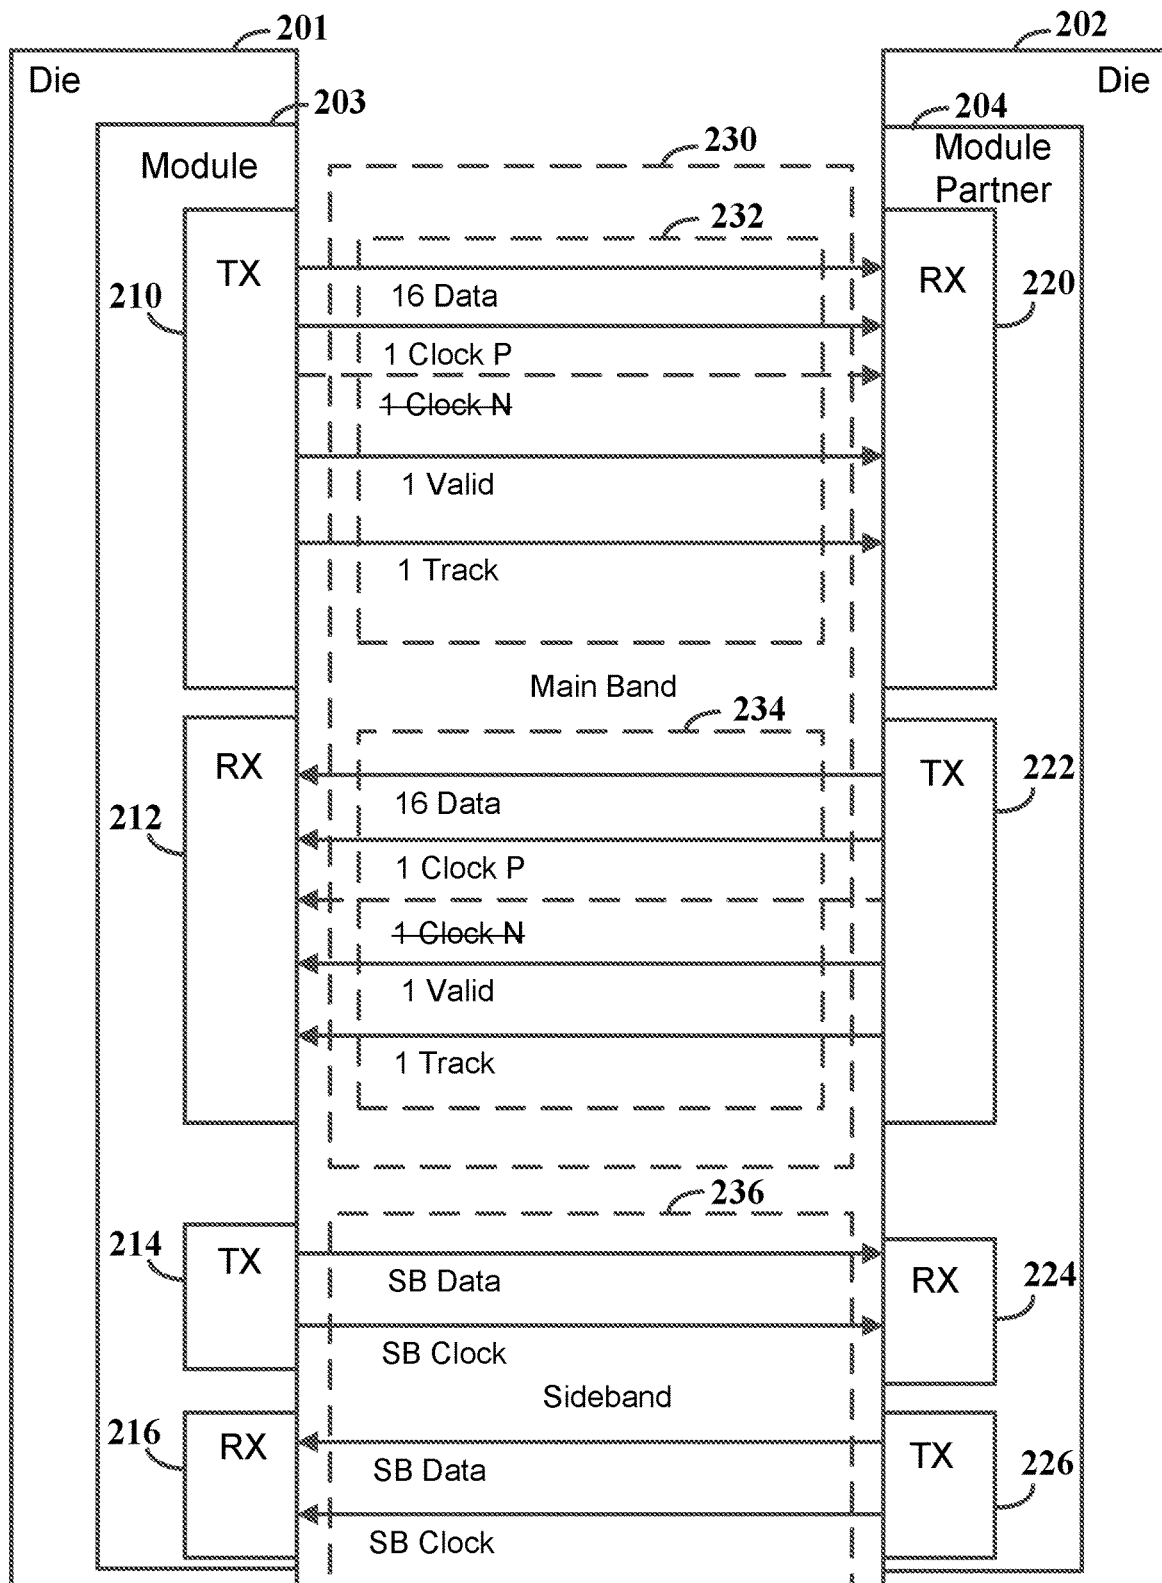 201
202
Die
Die
203
204
230
Module
Module
Partner
232
TX
RX
210
220
16 Data
1 Clock P
1 Clock N
1 Valid
1 Track
Main Band
234
RX
TX
212
222
16 Data
1 Clock P
1 Clock N
1 Valid
1 Track
236
214
TX
RX
224
SB Data
SB Clock
Sideband
216
RX
TX
226
SB Data
SB Clock